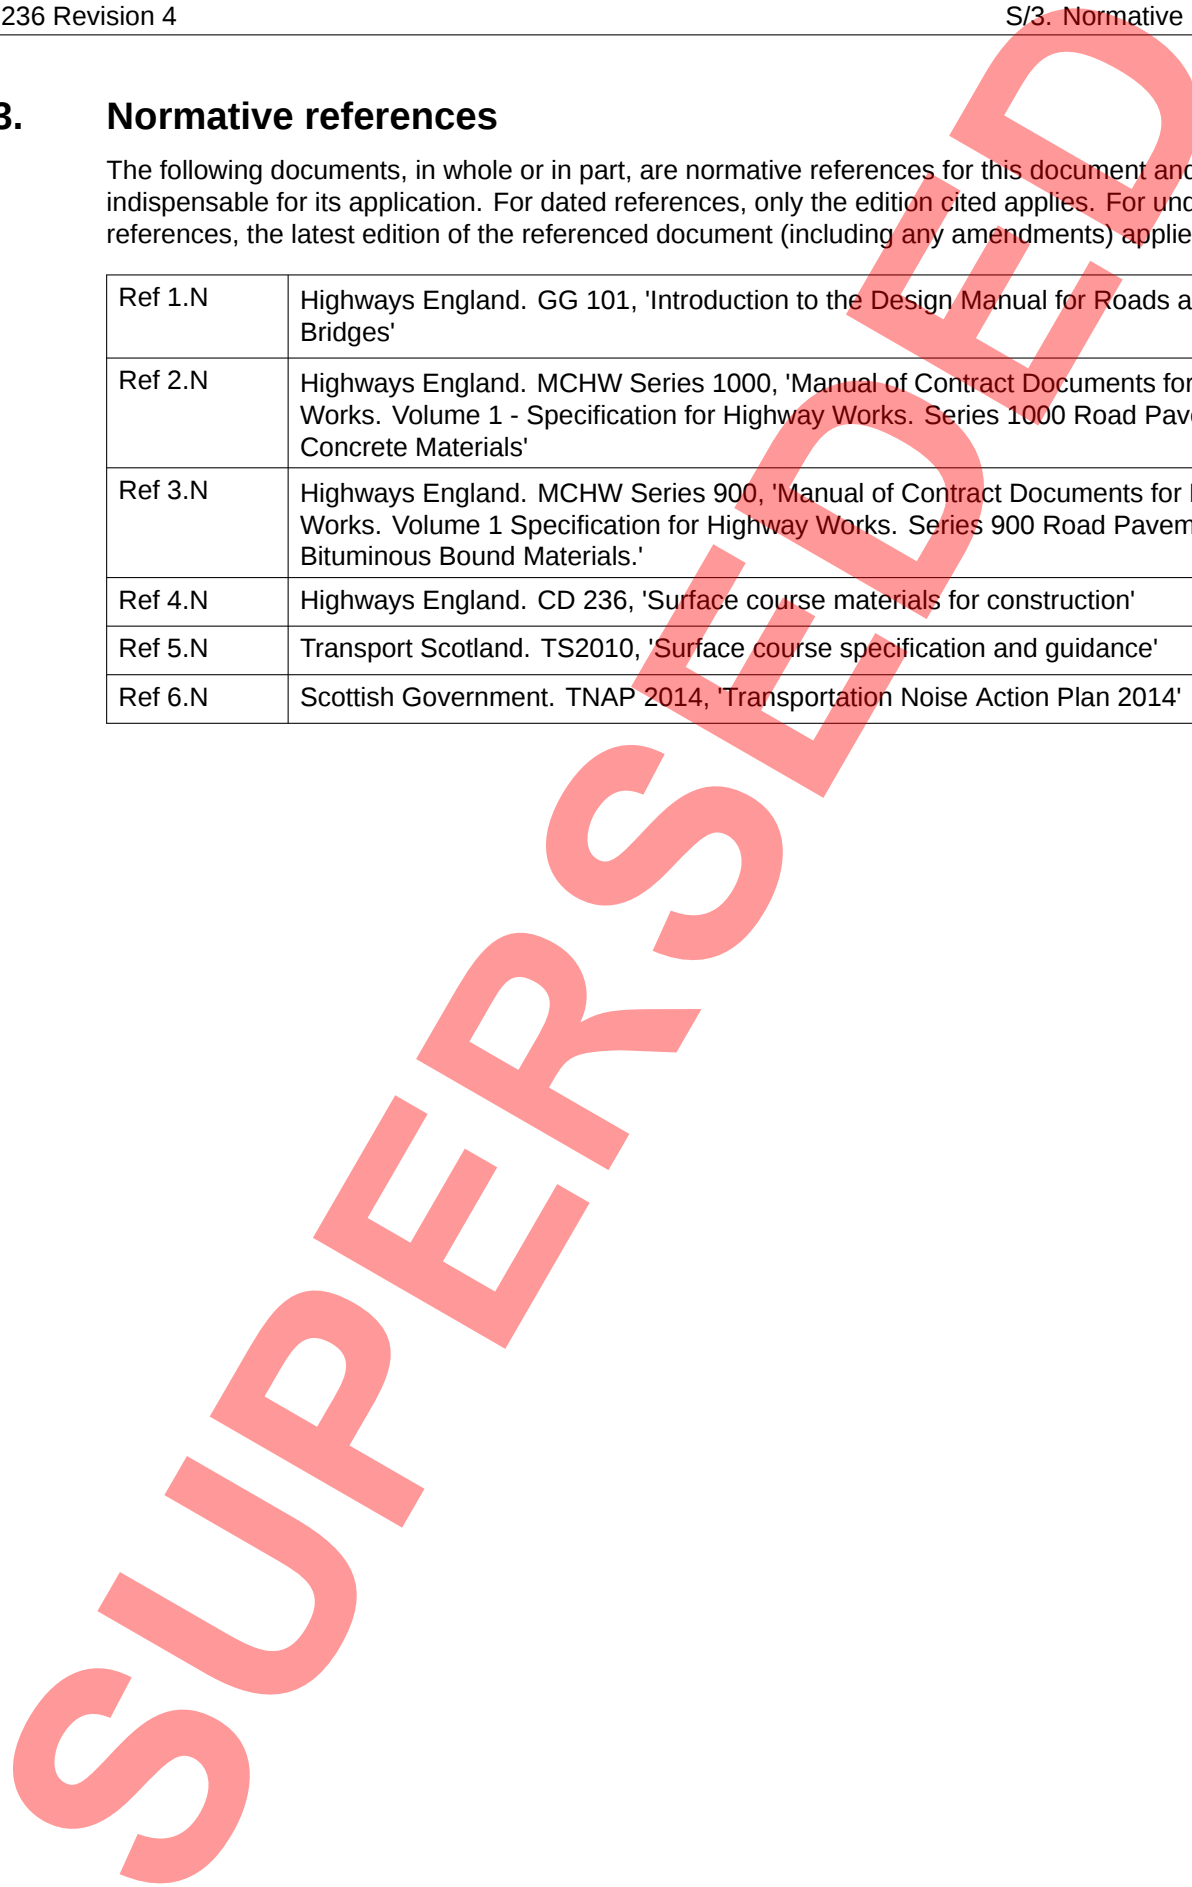 236 Revision 4
S/3. Normative
3. Normative references
The following documents, in whole or in part, are normative references for this document and
indispensable for its application. For dated references, only the edition cited applies. For und
references, the latest edition of the referenced document (including any amendments) applie
Ref 1.N
Highways England. GG 101, 'Introduction to the Design Manual for Roads a
Bridges'
Ref 2.N
Highways England. MCHW Series 1000, 'Manual of Contract Documents for
Works. Volume 1 - Specification for Highway Works. Series 1000 Road Pav
Concrete Materials'
Ref 3.N
Highways England. MCHW Series 900, 'Manual of Contract Documents for
Works. Volume 1 Specification for Highway Works. Series 900 Road Pavem
Bituminous Bound Materials.'
Ref 4.N
Highways England. CD 236, 'Surface course materials for construction'
Ref 5.N
Transport Scotland. TS2010, 'Surface course specification and guidance'
Ref 6.N
Scottish Government. TNAP 2014, 'Transportation Noise Action Plan 2014'
SUPERSEDED